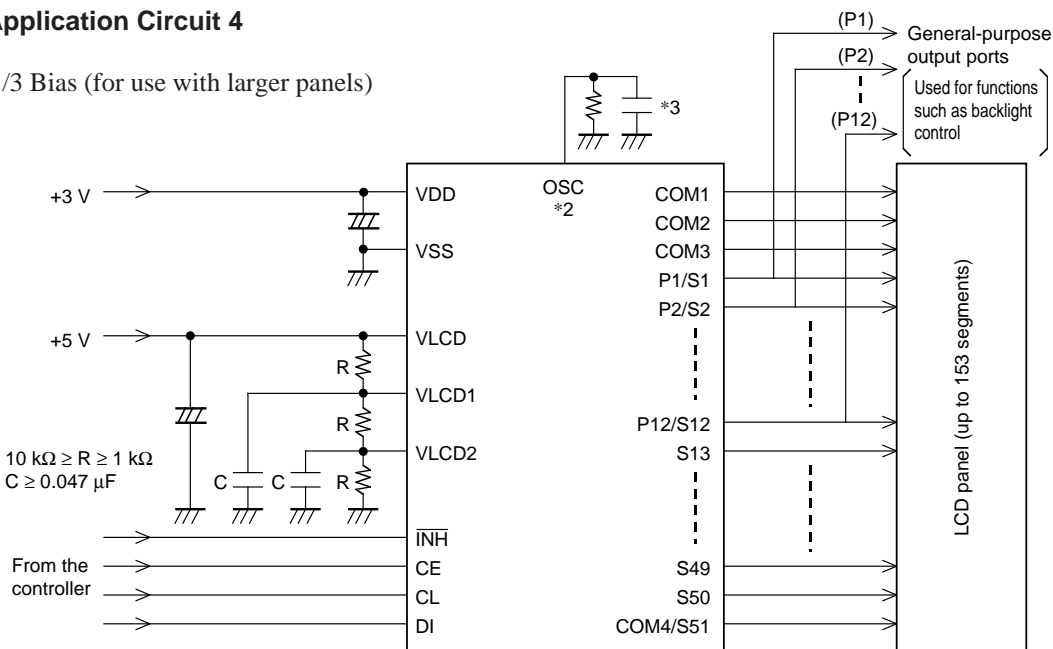 Application Circuit 4
/3 Bias (for use with larger panels)
(P1)
General-purpose
output ports
(P2)
Used for functions
such as backlight
control
(P12)
*3
OSC
*2
+3 V
VDD
VSS
+5 V
VLCD
R
VLCD1
R
VLCD2
R
C
C
10 kΩ ≥ R ≥ 1 kΩ
C ≥ 0.047 µF
INH
From the
controller
CE
CL
DI
COM1
COM2
COM3
P1/S1
P2/S2
P12/S12
S13
S49
S50
COM4/S51
LCD panel (up to 153 segments)